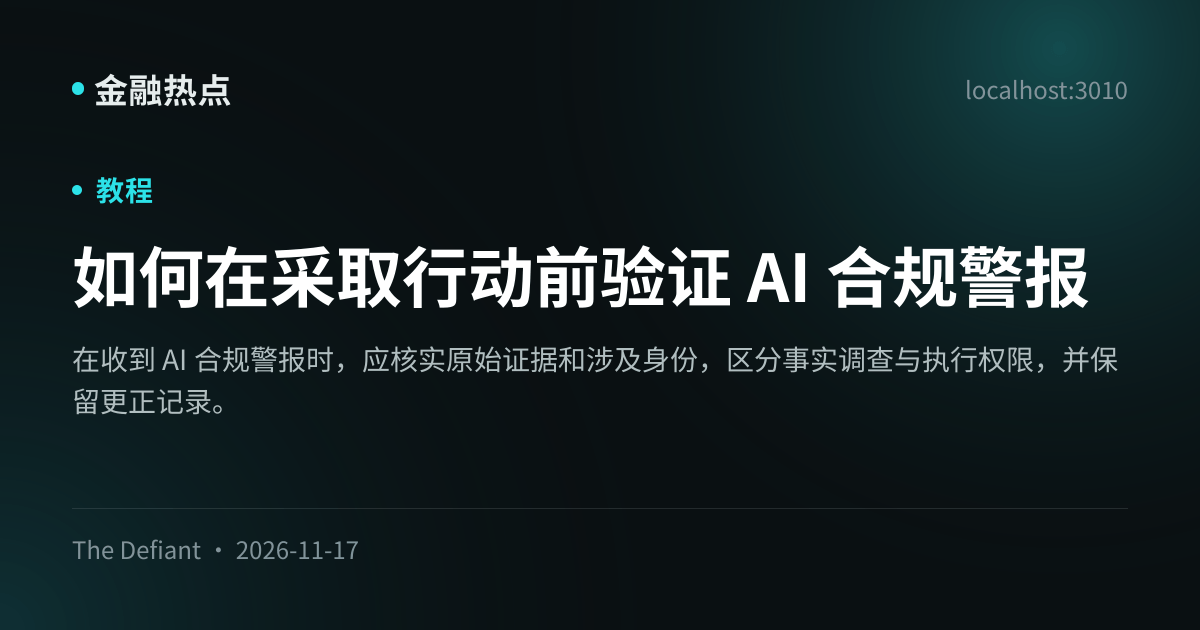 金融热点
localhost:3010
教程
如何在采取行动前验证 AI 合规警报
在收到 AI 合规警报时，应核实原始证据和涉及身份，区分事实调查与执行权限，并保
留更正记录。
The Defiant • 2026-11-17